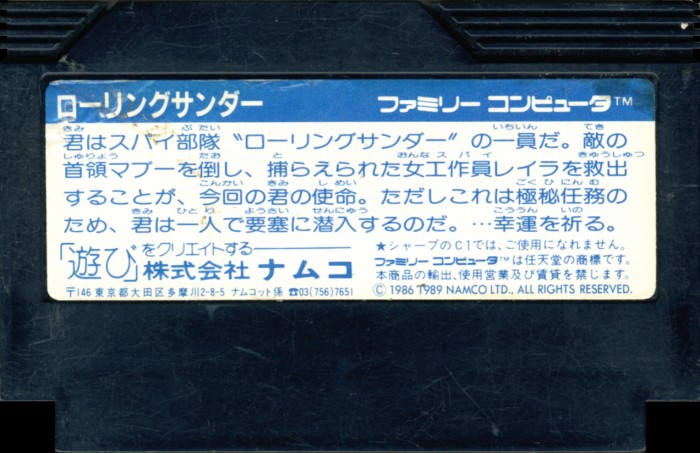 ローリングサンダー ファミリー コンピュータ™
君はスパイ部隊〝ローリングサンダー〟の一員だ。敵の
首領マブーを倒し、捕らえられた女工作員レイラを救出
することが、今回の君の使命。ただしこれは極秘任務の
ため、君は一人で要塞に潜入するのだ。…幸運を祈る。
「遊び」をクリエイトする
株式会社 ナムコ
〒146 東京都大田区多摩川2-8-5 ナムコット係 ☎03(756)7651
★シャープのC1では、ご使用になれません。
ファミリー コンピュータ™は任天堂の商標です。
本商品の輸出、使用営業及び賃貸を禁じます。
© 1986 1989 NAMCO LTD., ALL RIGHTS RESERVED.